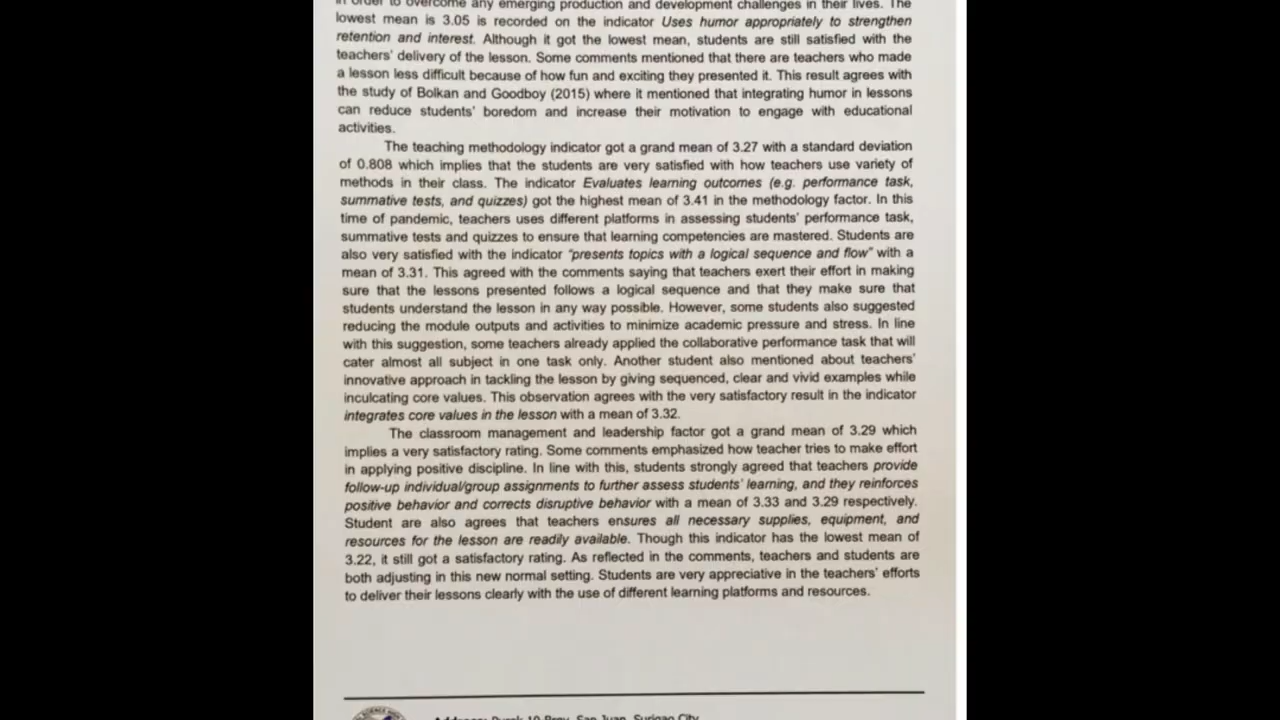 in order to overcome any emerging production and development challenges in their lives. The
lowest mean is 3.05 is recorded on the indicator Uses humor appropriately to strengthen
retention and interest. Although it got the lowest mean, students are still satisfied with the
teachers' delivery of the lesson. Some comments mentioned that there are teachers who made
a lesson less difficult because of how fun and exciting they presented it. This result agrees with
the study of Bolkan and Goodboy (2015) where it mentioned that integrating humor in lessons
can reduce students' boredom and increase their motivation to engage with educational
activities.
The teaching methodology indicator got a grand mean of 3.27 with a standard deviation
of 0.808 which implies that the students are very satisfied with how teachers use variety of
methods in their class. The indicator Evaluates learning outcomes (e.g. performance task,
summative tests, and quizzes) got the highest mean of 3.41 in the methodology factor. In this
time of pandemic, teachers uses different platforms in assessing students' performance task,
summative tests and quizzes to ensure that learning competencies are mastered. Students are
also very satisfied with the indicator "presents topics with a logical sequence and flow" with a
mean of 3.31. This agreed with the comments saying that teachers exert their effort in making
sure that the lessons presented follows a logical sequence and that they make sure that
students understand the lesson in any way possible. However, some students also suggested
reducing the module outputs and activities to minimize academic pressure and stress. In line
with this suggestion, some teachers already applied the collaborative performance task that will
cater almost all subject in one task only. Another student also mentioned about teachers'
innovative approach in tackling the lesson by giving sequenced, clear and vivid examples while
inculcating core values. This observation agrees with the very satisfactory result in the indicator
integrates core values in the lesson with a mean of 3.32.
The classroom management and leadership factor got a grand mean of 3.29 which
implies a very satisfactory rating. Some comments emphasized how teacher tries to make effort
in applying positive discipline. In line with this, students strongly agreed that teachers provide
follow-up individual/group assignments to further assess students' learning, and they reinforces
positive behavior and corrects disruptive behavior with a mean of 3.33 and 3.29 respectively.
Student are also agrees that teachers ensures all necessary supplies, equipment, and
resources for the lesson are readily available. Though this indicator has the lowest mean of
3.22, it still got a satisfactory rating. As reflected in the comments, teachers and students are
both adjusting in this new normal setting. Students are very appreciative in the teachers' efforts
to deliver their lessons clearly with the use of different learning platforms and resources.
Address: Purok 10 Brgy. San Juan, Surigao City